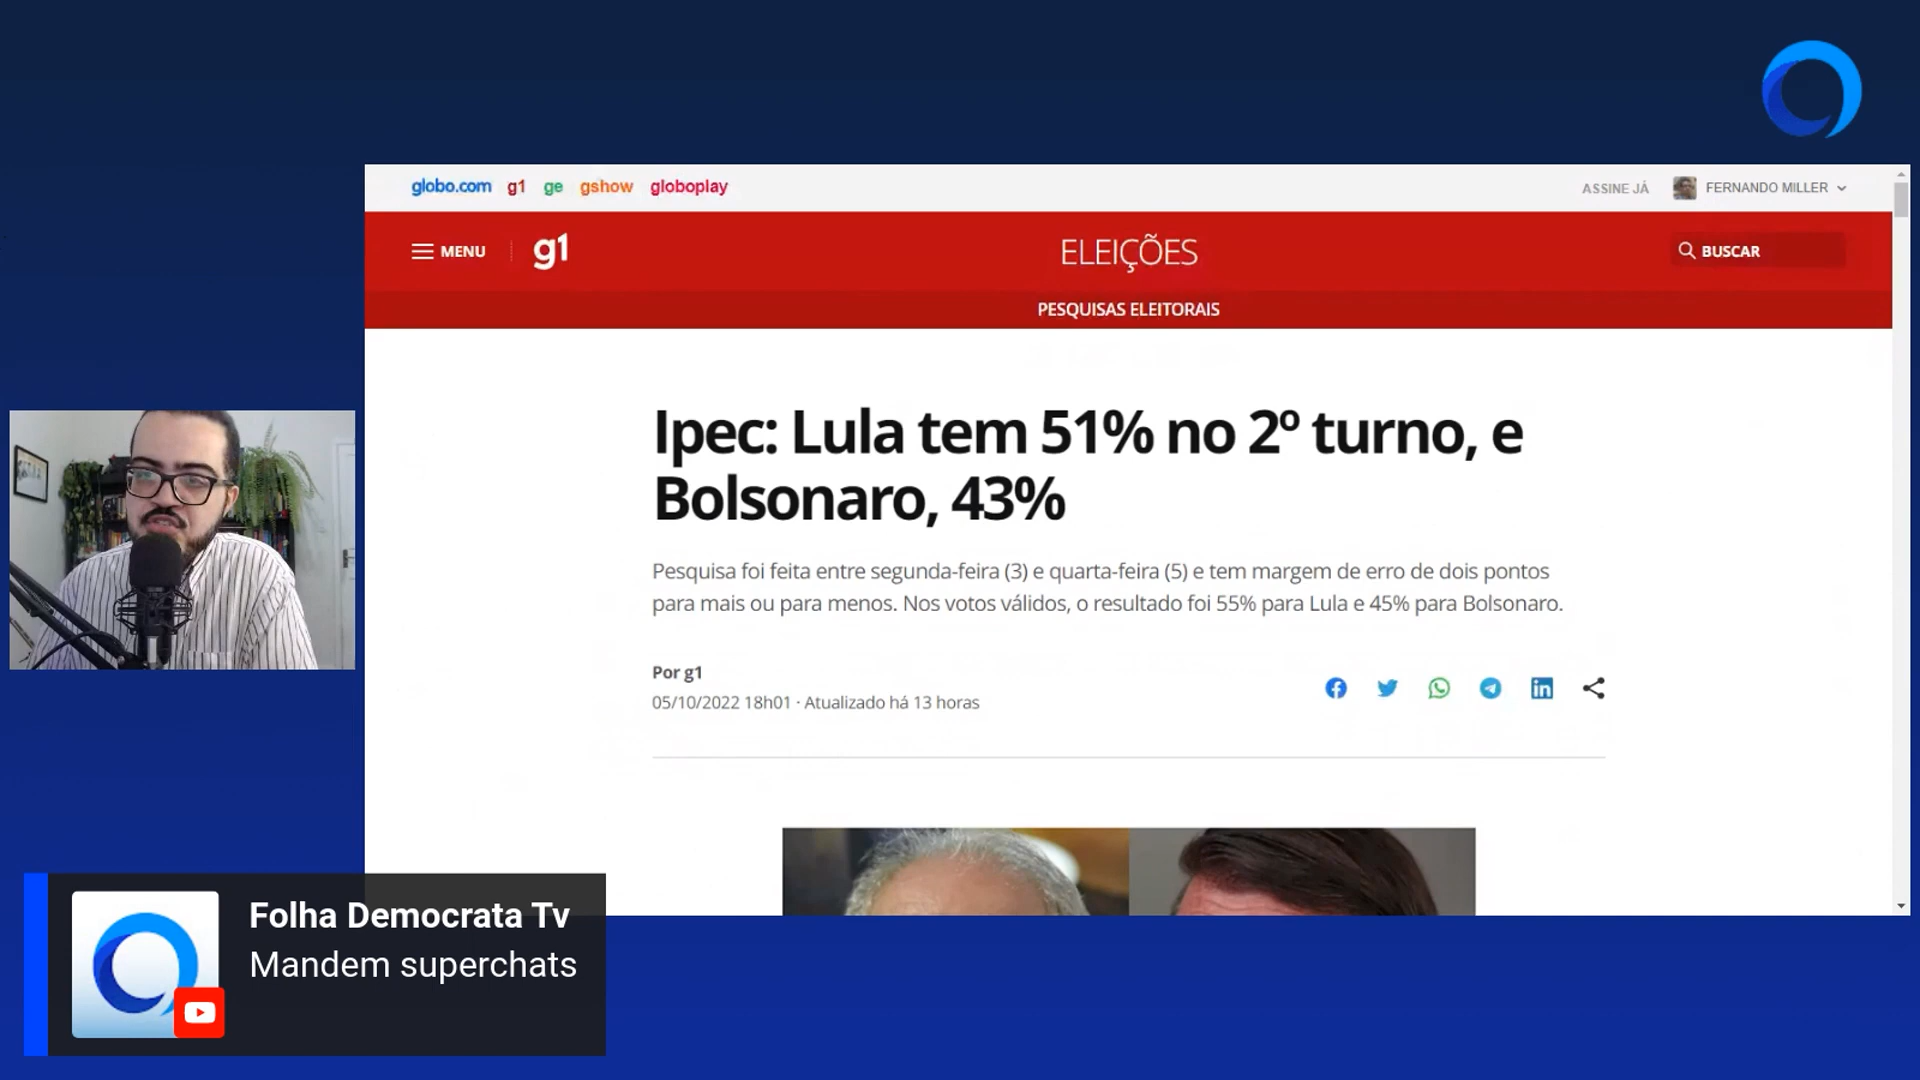 globo.com g1 ge gshow globoplay
ASSINE JÁ FERNANDO MILLER
MENU g1 ELEIÇÕES BUSCAR
PESQUISAS ELEITORAIS
Ipec: Lula tem 51% no 2º turno, e
Bolsonaro, 43%
Pesquisa foi feita entre segunda-feira (3) e quarta-feira (5) e tem margem de erro de dois pontos
para mais ou para menos. Nos votos válidos, o resultado foi 55% para Lula e 45% para Bolsonaro.
Por g1
05/10/2022 18h01 · Atualizado há 13 horas
Folha Democrata Tv
Mandem superchats